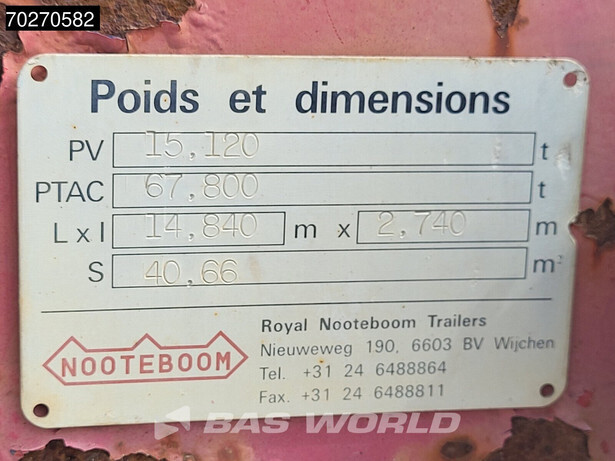 70270582
Poids et dimensions
PV 15,120 t
PTAC 67,800 t
L x l 14,840 m x 2,740 m
S 40,66 m²
NOOTEBOOM
Royal Nooteboom Trailers
Nieuweweg 190, 6603 BV Wijchen
Tel. +31 24 6488864
Fax. +31 24 6488811
BAS WORLD